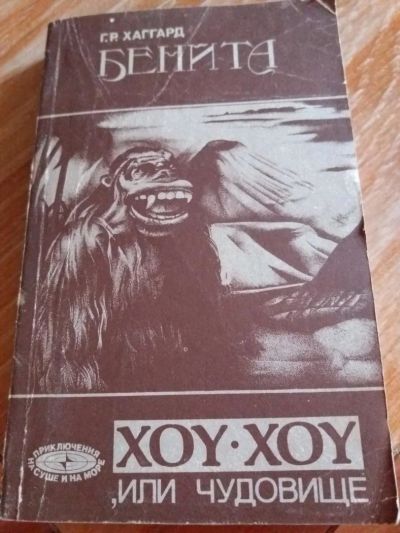 Г.Р. ХАГГАРД
БЕНИТА
ХОУ·ХОУ
, ИЛИ ЧУДОВИЩЕ
ПРИКЛЮЧЕНИЯ
НА СУШЕ И НА МОРЕ